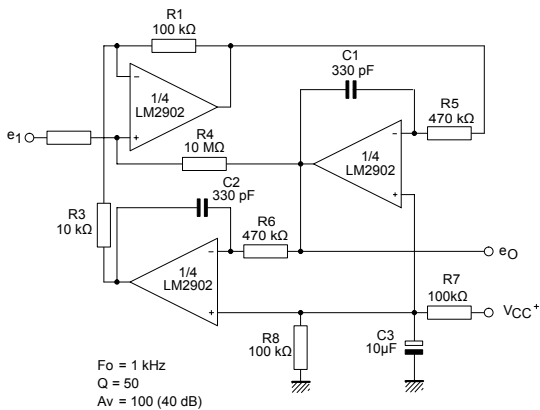 R1
100 kΩ
C1
330 pF
1/4
LM2902
R5
470 kΩ
e1
R4
10 MΩ
1/4
LM2902
C2
330 pF
R3
10 kΩ
R6
470 kΩ
1/4
LM2902
eO
R7
100kΩ
VCC+
R8
100 kΩ
C3
10µF
Fo = 1 kHz
Q = 50
Av = 100 (40 dB)